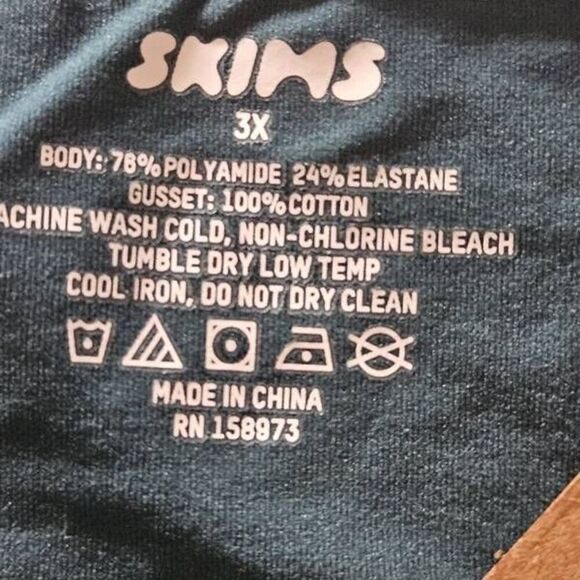 SKIMS
3X
BODY: 76% POLYAMIDE 24% ELASTANE
GUSSET: 100% COTTON
ACHINE WASH COLD, NON-CHLORINE BLEACH
TUMBLE DRY LOW TEMP
COOL IRON, DO NOT DRY CLEAN
MADE IN CHINA
RN 158973